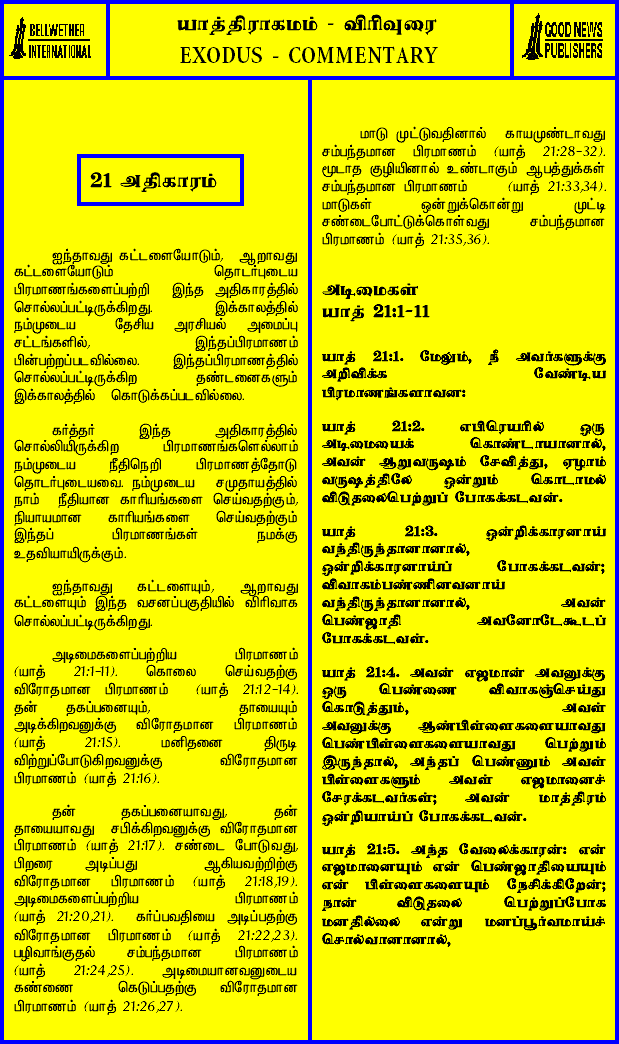 BELLWETHER
INTERNATIONAL
யாத்திராகமம் - விரிவுரை
EXODUS - COMMENTARY
GOOD NEWS
PUBLISHERS
21 அதிகாரம்
ஐந்தாவது கட்டளையோடும், ஆறாவது
கட்டளையோடும் தொடர்புடைய
பிரமாணங்களைப்பற்றி இந்த அதிகாரத்தில்
சொல்லப்பட்டிருக்கிறது. இக்காலத்தில்
நம்முடைய தேசிய அரசியல் அமைப்பு
சட்டங்களில், இந்தப்பிரமாணம்
பின்பற்றப்படவில்லை. இந்தப்பிரமாணத்தில்
சொல்லப்பட்டிருக்கிற தண்டனைகளும்
இக்காலத்தில் கொடுக்கப்படவில்லை.
கர்த்தர் இந்த அதிகாரத்தில்
சொல்லியிருக்கிற பிரமாணங்களெல்லாம்
நம்முடைய நீதிநெறி பிரமாணத்தோடு
தொடர்புடையவை. நம்முடைய சமுதாயத்தில்
நாம் நீதியான காரியங்களை செய்வதற்கும்,
நியாயமான காரியங்களை செய்வதற்கும்
இந்தப் பிரமாணங்கள் நமக்கு
உதவியாயிருக்கும்.
ஐந்தாவது கட்டளையும், ஆறாவது
கட்டளையும் இந்த வசனப்பகுதியில் விரிவாக
சொல்லப்பட்டிருக்கிறது.
அடிமைகளைப்பற்றிய பிரமாணம்
(யாத் 21:1-11). கொலை செய்வதற்கு
விரோதமான பிரமாணம் (யாத் 21:12-14).
தன் தகப்பனையும், தாயையும்
அடிக்கிறவனுக்கு விரோதமான பிரமாணம்
(யாத் 21:15). மனிதனை திருடி
விற்றுப்போடுகிறவனுக்கு விரோதமான
பிரமாணம் (யாத் 21:16).
தன் தகப்பனையாவது, தன்
தாயையாவது சபிக்கிறவனுக்கு விரோதமான
பிரமாணம் (யாத் 21:17). சண்டை போடுவது,
பிறரை அடிப்பது ஆகியவற்றிற்கு
விரோதமான பிரமாணம் (யாத் 21:18,19).
அடிமைகளைப்பற்றிய பிரமாணம்
(யாத் 21:20,21). கர்ப்பவதியை அடிப்பதற்கு
விரோதமான பிரமாணம் (யாத் 21:22,23).
பழிவாங்குதல் சம்பந்தமான பிரமாணம்
(யாத் 21:24,25). அடிமையானவனுடைய
கண்ணை கெடுப்பதற்கு விரோதமான
பிரமாணம் (யாத் 21:26,27).
மாடு முட்டுவதினால் காயமுண்டாவது
சம்பந்தமான பிரமாணம் (யாத் 21:28-32).
மூடாத குழியினால் உண்டாகும் ஆபத்துக்கள்
சம்பந்தமான பிரமாணம் (யாத் 21:33,34).
மாடுகள் ஒன்றுக்கொன்று முட்டி
சண்டைபோட்டுக்கொள்வது சம்பந்தமான
பிரமாணம் (யாத் 21:35,36).
அடிமைகள்
யாத் 21:1-11
யாத் 21:1. மேலும், நீ அவர்களுக்கு
அறிவிக்க வேண்டிய
பிரமாணங்களாவன:
யாத் 21:2. எபிரெயரில் ஒரு
அடிமையைக் கொண்டாயானால்,
அவன் ஆறுவருஷம் சேவித்து, ஏழாம்
வருஷத்திலே ஒன்றும் கொடாமல்
விடுதலைபெற்றுப் போகக்கடவன்.
யாத் 21:3. ஒன்றிக்காரனாய்
வந்திருந்தானானால்,
ஒன்றிக்காரனாய்ப் போகக்கடவன்;
விவாகம்பண்ணினவனாய்
வந்திருந்தானானால், அவன்
பெண்ஜாதி அவனோடேகூடப்
போகக்கடவள்.
யாத் 21:4. அவன் எஜமான் அவனுக்கு
ஒரு பெண்ணை விவாகஞ்செய்து
கொடுத்தும், அவள்
அவனுக்கு ஆண்பிள்ளைகளையாவது
பெண்பிள்ளைகளையாவது பெற்றும்
இருந்தால், அந்தப் பெண்ணும் அவள்
பிள்ளைகளும் அவள் எஜமானைச்
சேரக்கடவர்கள்; அவன் மாத்திரம்
ஒன்றியாய்ப் போகக்கடவன்.
யாத் 21:5. அந்த வேலைக்காரன்: என்
எஜமானையும் என் பெண்ஜாதியையும்
என் பிள்ளைகளையும் நேசிக்கிறேன்;
நான் விடுதலை பெற்றுப்போக
மனதில்லை என்று மனப்பூர்வமாய்ச்
சொல்வானானால்,